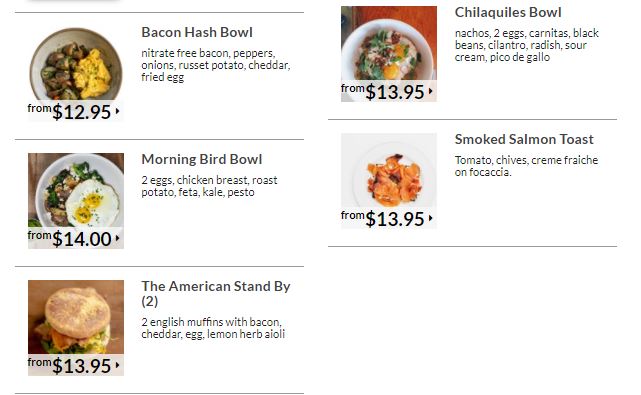 Bacon Hash Bowl
nitrate free bacon, peppers,
onions, russet potato, cheddar,
fried egg
from$12.95
Morning Bird Bowl
2 eggs, chicken breast, roast
potato, feta, kale, pesto
from$14.00
The American Stand By
(2)
2 english muffins with bacon,
cheddar, egg, lemon herb aioli
from$13.95
Chilaquiles Bowl
nachos, 2 eggs, carnitas, black
beans, cilantro, radish, sour
cream, pico de gallo
from$13.95
Smoked Salmon Toast
Tomato, chives, creme fraiche
on focaccia.
from$13.95